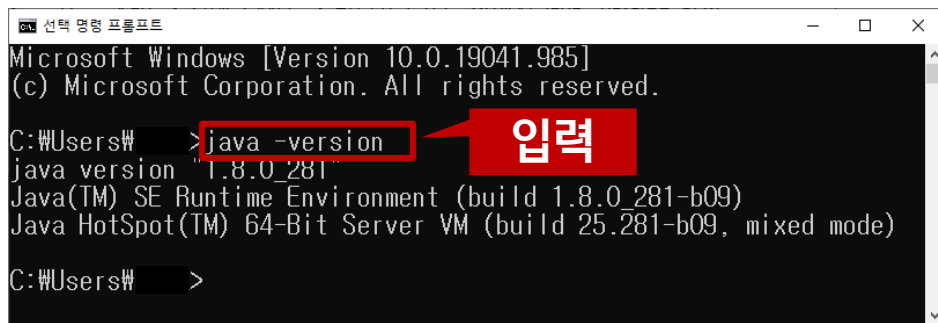 선택 명령 프롬프트
Microsoft Windows [Version 10.0.19041.985]
(c) Microsoft Corporation. All rights reserved.
C:₩Users₩ >java -version
입력
java version "1.8.0_281"
Java(TM) SE Runtime Environment (build 1.8.0_281-b09)
Java HotSpot(TM) 64-Bit Server VM (build 25.281-b09, mixed mode)
C:₩Users₩ >